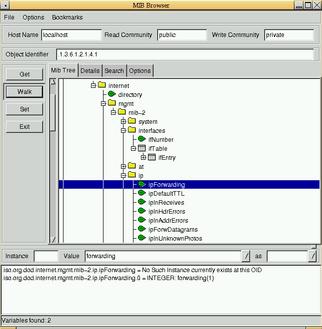 MIB Browser
File Options Bookmarks
Host Name localhost Read Community public Write Community private
Object Identifier .1.3.6.1.2.1.4.1
Get
Walk
Set
Exit
MIB Tree Details Search Options
internet
directory
mgmt
mib-2
system
interfaces
ifNumber
ifTable
ifEntry
at
ip
ipForwarding
ipDefaultTTL
ipInReceives
ipInHdrErrors
ipInAddrErrors
ipForwDatagrams
ipInUnknownProtos
Instance Value forwarding as
iso.org.dod.internet.mgmt.mib-2.ip.ipForwarding = No Such Instance currently exists at this OID
iso.org.dod.internet.mgmt.mib-2.ip.ipForwarding.0 = INTEGER: forwarding(1)
Variables found: 2